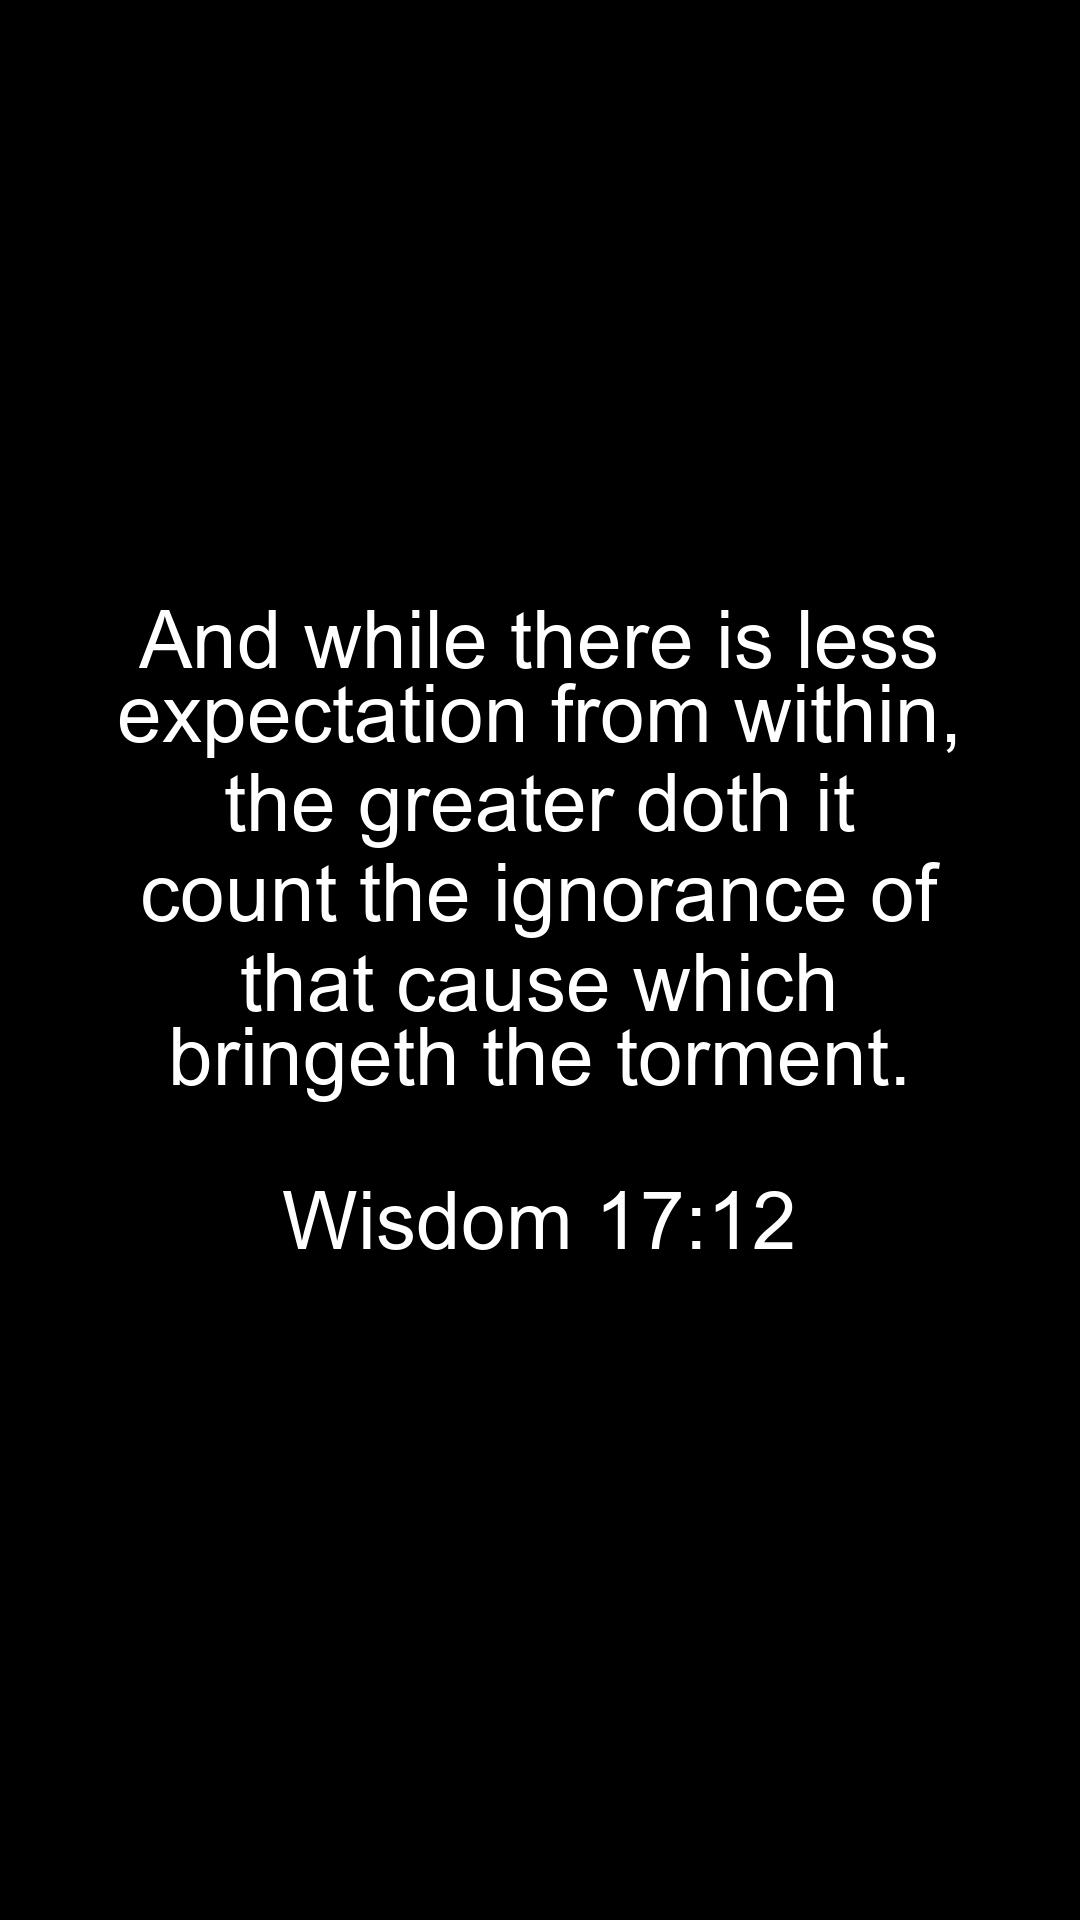 And while there is less
expectation from within,
the greater doth it
count the ignorance of
that cause which
bringeth the torment.
Wisdom 17:12